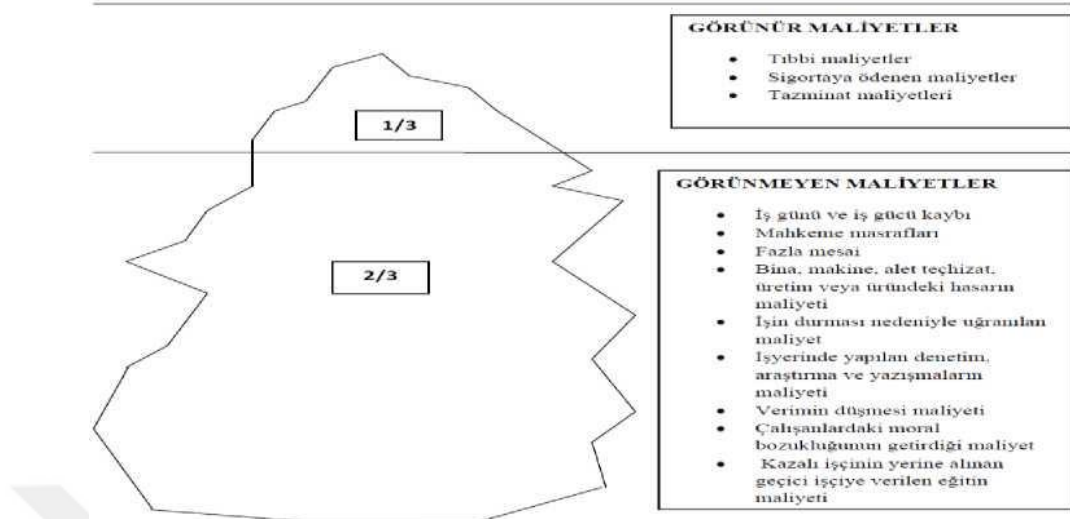 GÖRÜNÜR MALİYETLER
• Tıbbi maliyetler
• Sigortaya ödenen maliyetler
• Tazminat maliyetleri
1/3
GÖRÜNMEYEN MALİYETLER
• İş günü ve iş gücü kaybı
• Mahkeme masrafları
• Fazla mesai
• Bina, makine, alet teçhizat,
üretim veya üründeki hasarın
maliyeti
• İşin durması nedeniyle uğranılan
maliyet
• İşyerinde yapılan denetim,
araştırma ve yazışmaların
maliyeti
• Verimin düşmesi maliyeti
• Çalışanlardaki moral
bozukluğunun getirdiği maliyet
• Kazalı işçinin yerine alınan
geçici işçiye verilen eğitin
maliyeti
2/3